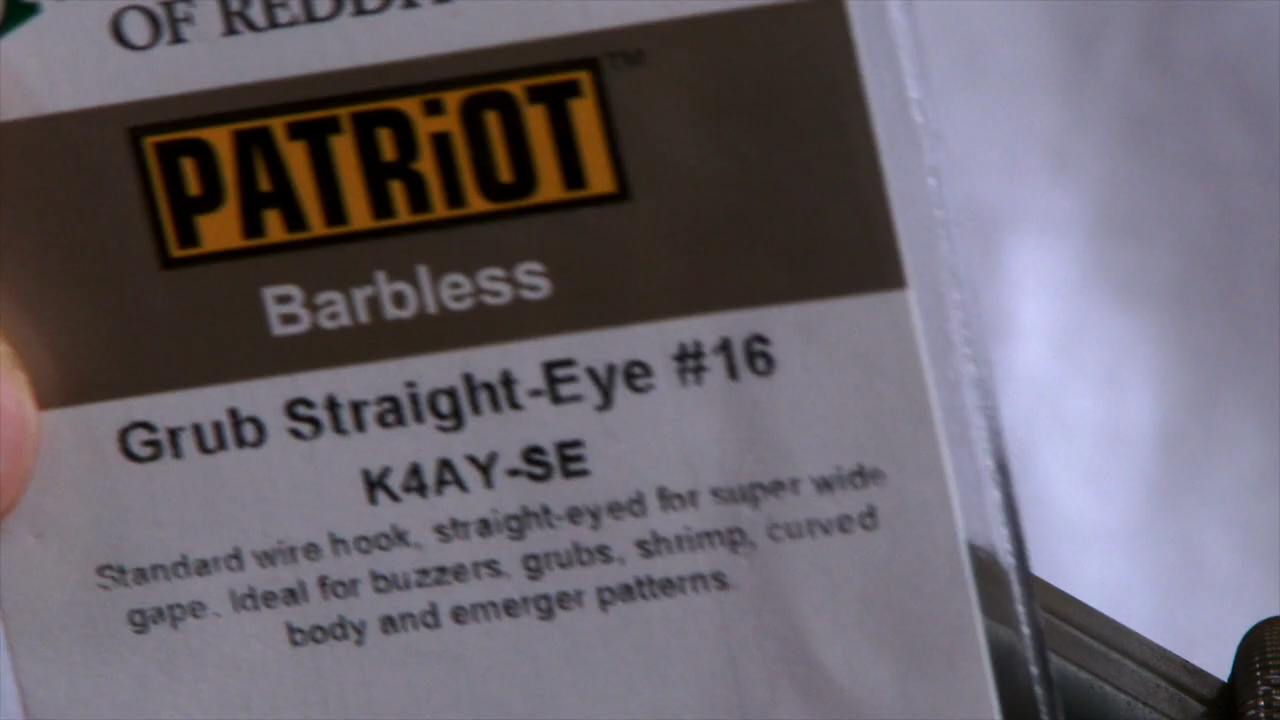 OF REDDI
PATRiOT™
Barbless
Grub Straight-Eye #16
K4AY-SE
Standard wire hook, straight-eyed for super wide
gape. Ideal for buzzers, grubs, shrimp, curved
body and emerger patterns.